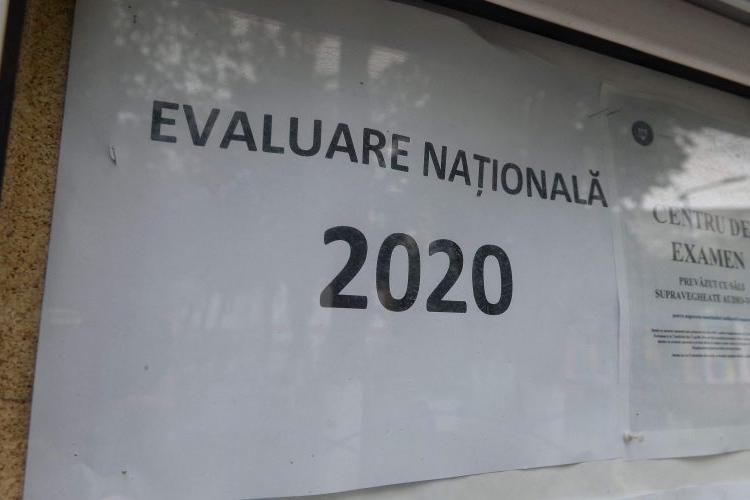 EVALUARE NAȚIONALĂ
2020
CENTRU DE
EXAMEN
PREVĂZUT CU SĂLI
SUPRAVEGHEATE AUDIO-V